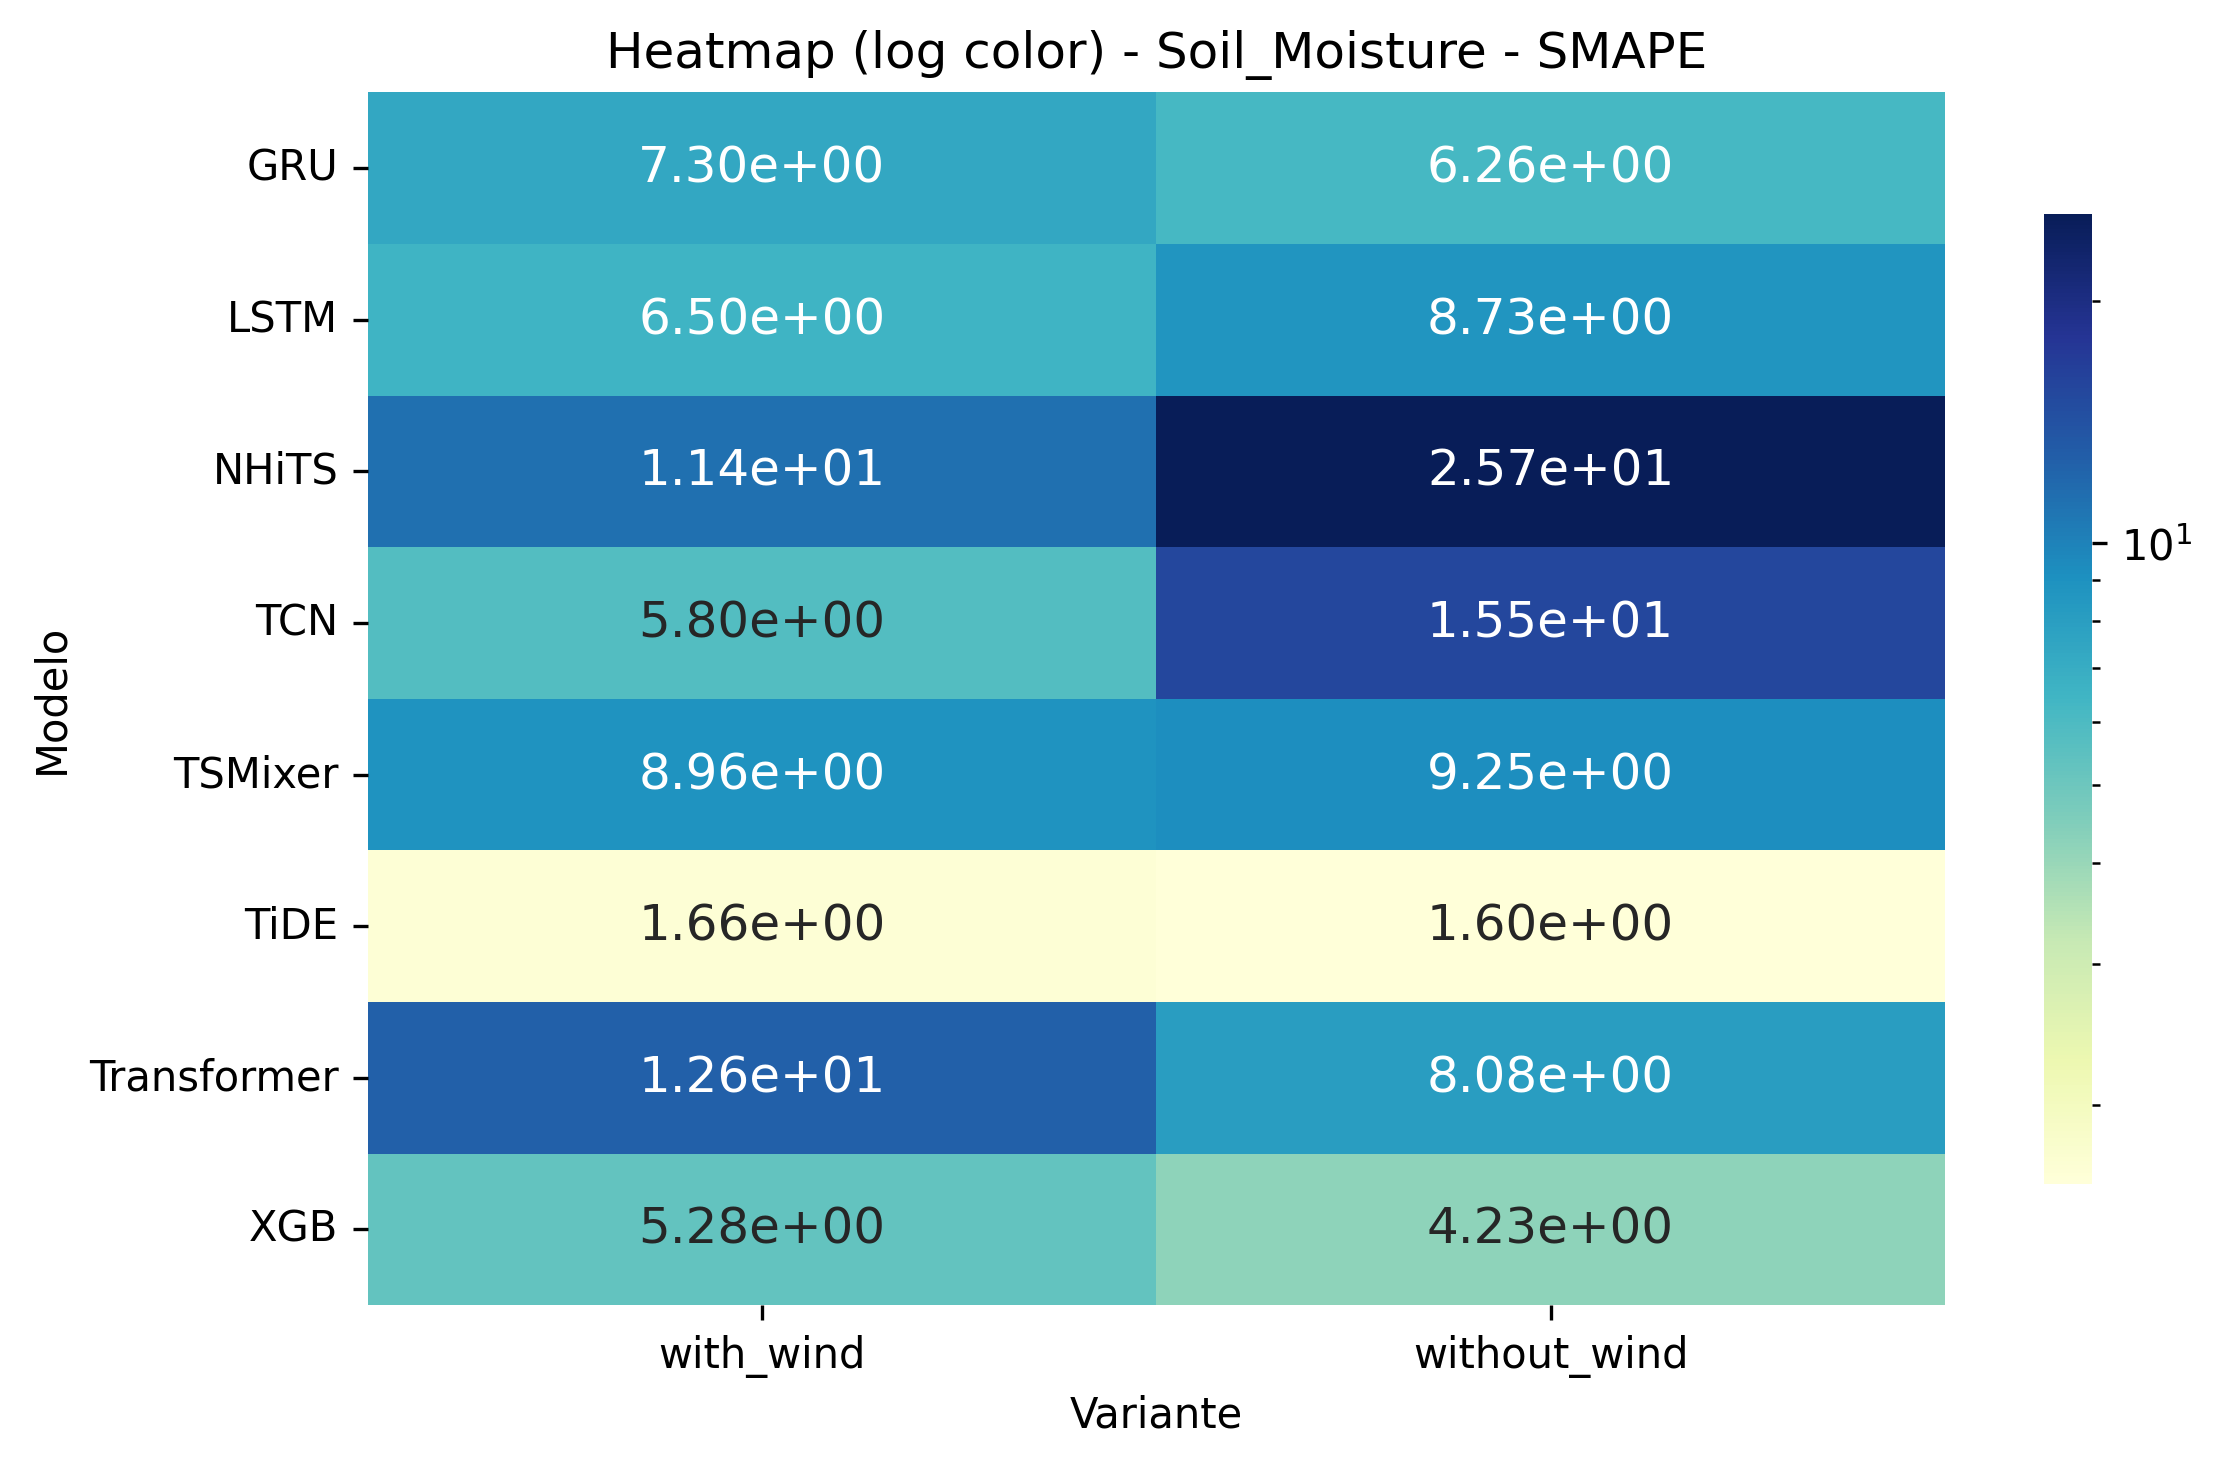 Heatmap (log color) - Soil_Moisture - SMAPE
GRU 7.30e+00 6.26e+00
LSTM 6.50e+00 8.73e+00
NHiTS 1.14e+01 2.57e+01
10¹
TCN 5.80e+00 1.55e+01
Modelo
TSMixer 8.96e+00 9.25e+00
TiDE 1.66e+00 1.60e+00
Transformer 1.26e+01 8.08e+00
XGB 5.28e+00 4.23e+00
with_wind without_wind
Variante